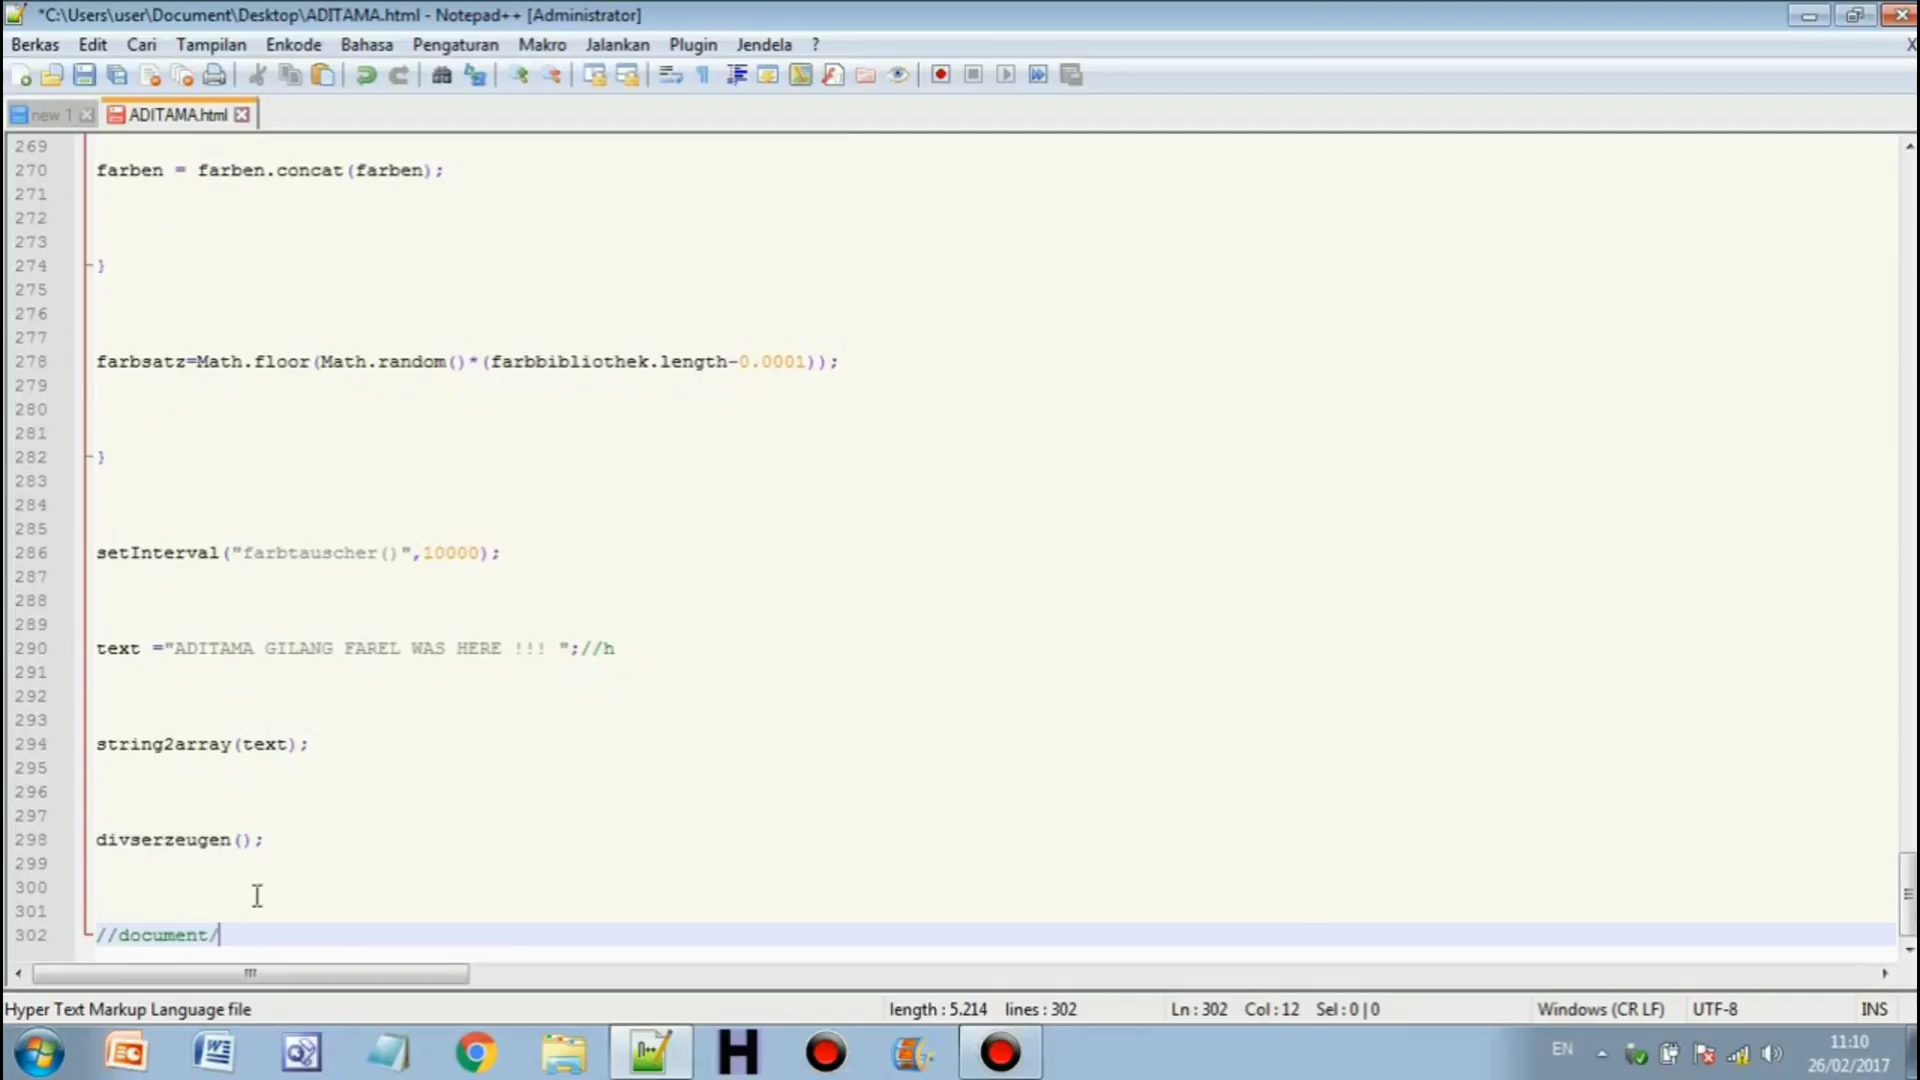 *C:\Users\user\Document\Desktop\ADITAMA.html - Notepad++ [Administrator]
Berkas Edit Cari Tampilan Enkode Bahasa Pengaturan Makro Jalankan Plugin Jendela ? X
new 1 ADITAMA.html
269
270 farben = farben.concat(farben);
271
272
273
274 }
275
276
277
278 farbsatz=Math.floor(Math.random()*(farbbibliothek.length-0.0001));
279
280
281
282 }
283
284
285
286 setInterval("farbtauscher()",10000);
287
288
289
290 text ="ADITAMA GILANG FAREL WAS HERE !!! ";//h
291
292
293
294 string2array(text);
295
296
297
298 divserzeugen();
299
300
301
302 //document/
Hyper Text Markup Language file length : 5.214 lines : 302 Ln : 302 Col : 12 Sel : 0 | 0 Windows (CR LF) UTF-8 INS
EN 11:10
26/02/2017